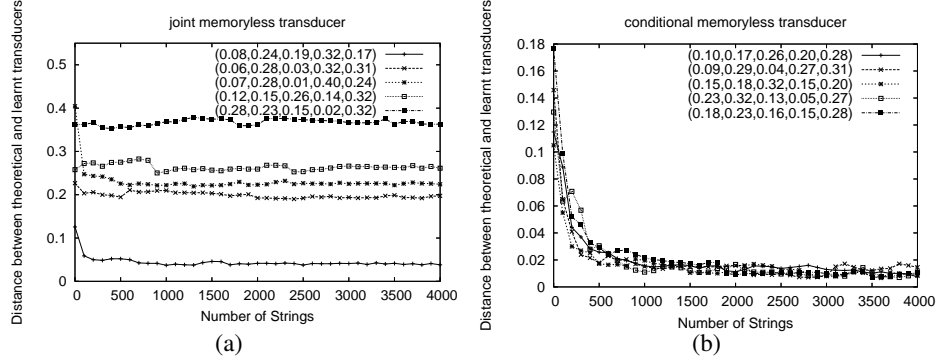 joint memoryless transducer
Distance between theoretical and learnt transducers
0.5
0.4
0.3
0.2
0.1
0
(0.08,0.24,0.19,0.32,0.17)
(0.06,0.28,0.03,0.32,0.31)
(0.07,0.28,0.01,0.40,0.24)
(0.12,0.15,0.26,0.14,0.32)
(0.28,0.23,0.15,0.02,0.32)
0 500 1000 1500 2000 2500 3000 3500 4000
Number of Strings
(a)
conditional memoryless transducer
Distance between theoretical and learnt transducers
0.18
0.16
0.14
0.12
0.1
0.08
0.06
0.04
0.02
0
(0.10,0.17,0.26,0.20,0.28)
(0.09,0.29,0.04,0.27,0.31)
(0.15,0.18,0.32,0.15,0.20)
(0.23,0.32,0.13,0.05,0.27)
(0.18,0.23,0.16,0.15,0.28)
0 500 1000 1500 2000 2500 3000 3500 4000
Number of Strings
(b)